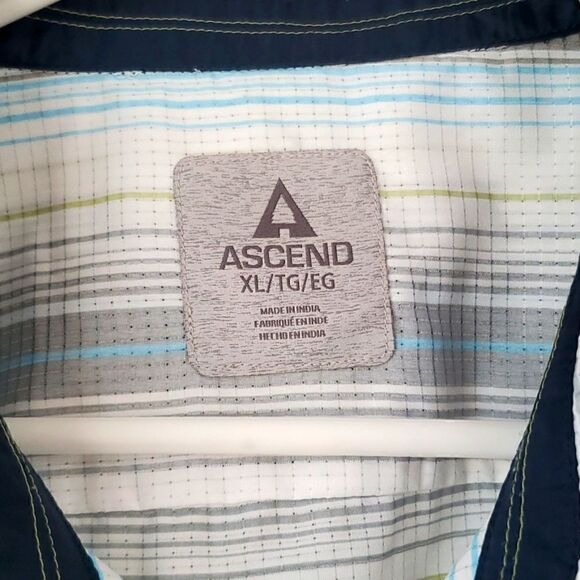 ASCEND
XL/TG/EG
MADE IN INDIA
FABRIQUÉ EN INDE
HECHO EN INDIA